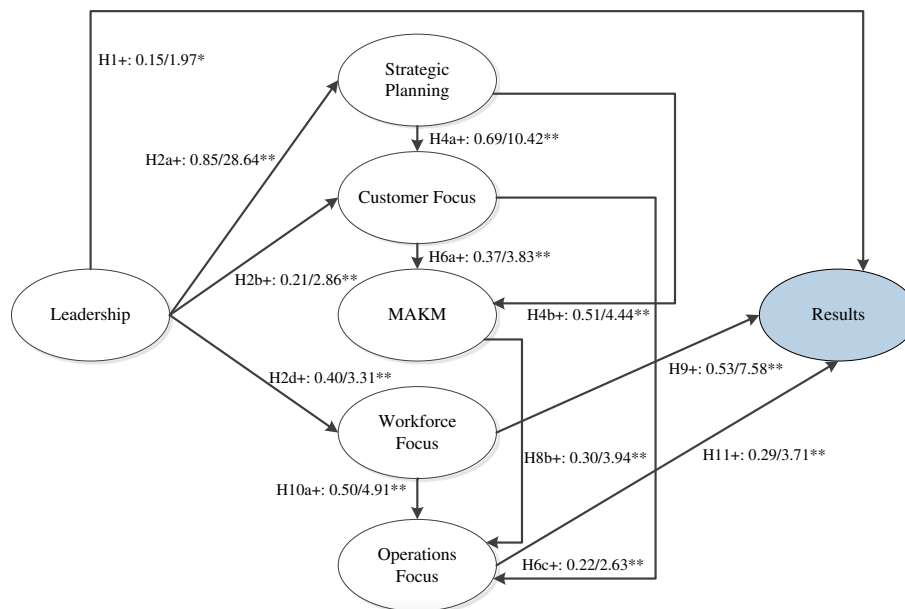 H1+: 0.15/1.97*
Strategic
Planning
H4a+: 0.69/10.42**
H2a+: 0.85/28.64**
Customer Focus
H6a+: 0.37/3.83**
H2b+: 0.21/2.86**
Leadership
MAKM
H4b+: 0.51/4.44**
Results
H2d+: 0.40/3.31**
H9+: 0.53/7.58**
Workforce
Focus
H8b+: 0.30/3.94**
H11+: 0.29/3.71**
H10a+: 0.50/4.91**
Operations
Focus
H6c+: 0.22/2.63**